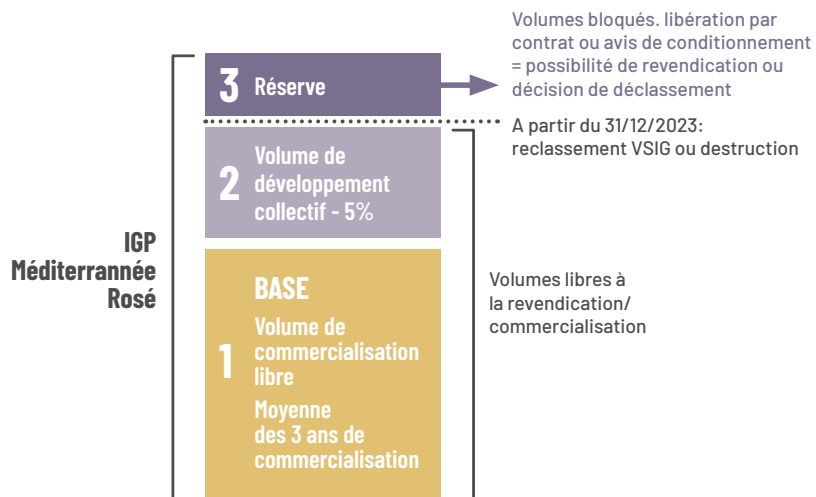 Volumes bloqués. libération par
contrat ou avis de conditionnement
= possibilité de revendication ou
décision de déclassement
3 Réserve
A partir du 31/12/2023:
reclassement VSIG ou destruction
2
Volume de
développement
collectif - 5%
IGP
Méditerrannée
Rosé
Volumes libres à
la revendication/
commercialisation
1
BASE
Volume de
commercialisation
libre
Moyenne
des 3 ans de
commercialisation